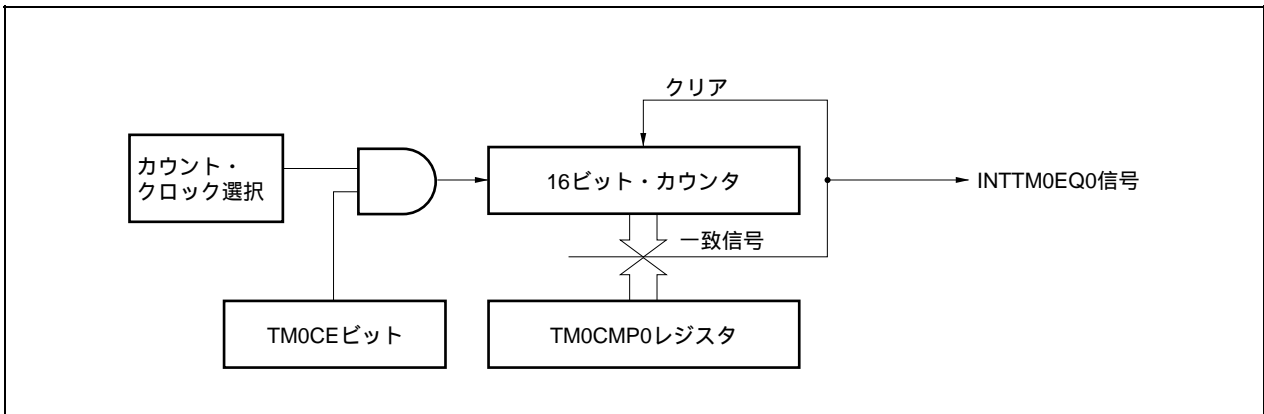 クリア
カウント・
クロック選択
16ビット・カウンタ
INTTM0EQ0信号
一致信号
TM0CEビット
TM0CMP0レジスタ